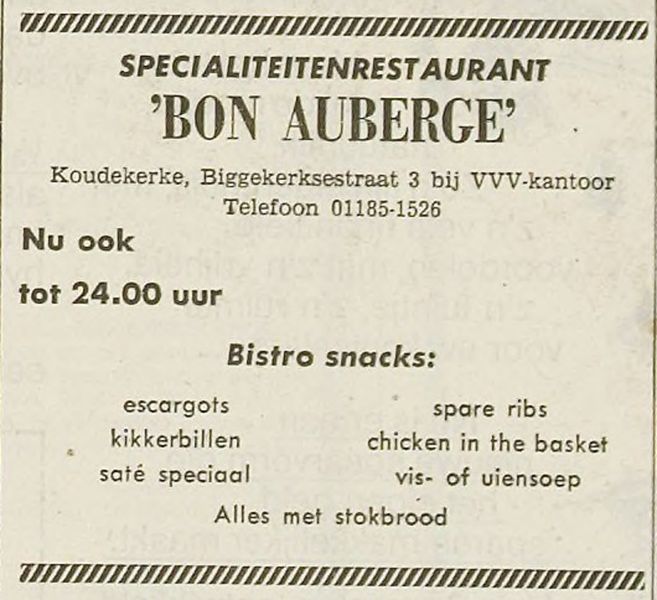 SPECIALITEITENRESTAURANT
'BON AUBERGE'
Koudekerke, Biggekerksestraat 3 bij VVV-kantoor
Telefoon 01185-1526
Nu ook
tot 24.00 uur
Bistro snacks:
escargots
kikkerbillen
saté speciaal
spare ribs
chicken in the basket
vis- of uiensoep
Alles met stokbrood